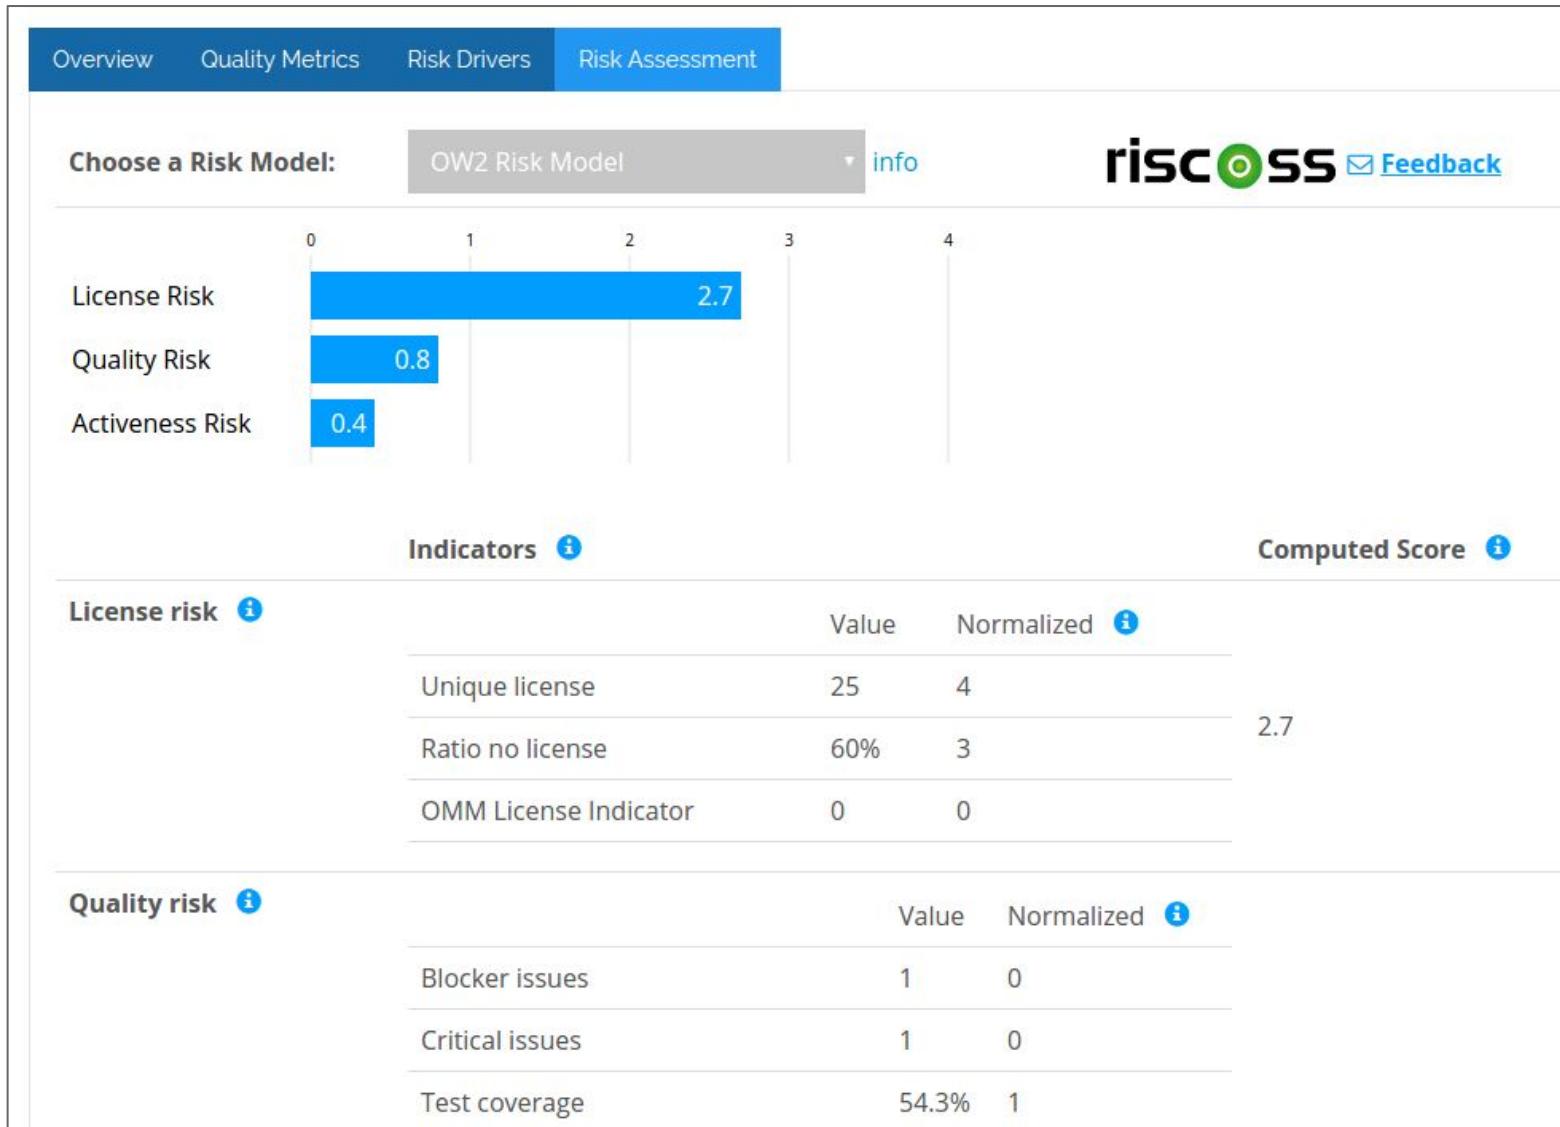 Overview Quality Metrics Risk Drivers Risk Assessment
Choose a Risk Model: OW2 Risk Model info riscoss Feedback
0 1 2 3 4
License Risk 2.7
Quality Risk 0.8
Activeness Risk 0.4
Indicators Computed Score
License risk
Value Normalized
Unique license 25 4
2.7
Ratio no license 60% 3
OMM License Indicator 0 0
Quality risk
Value Normalized
Blocker issues 1 0
Critical issues 1 0
Test coverage 54.3% 1